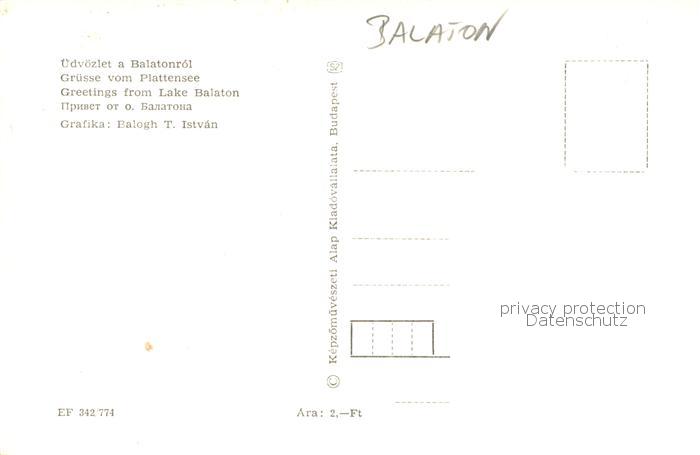 BALATON
Üdvözlet a Balatonról
Grüsse vom Plattensee
Greetings from Lake Balaton
Привет от о. Балатона
Grafika: Balogh T. István
© Képzőművészeti Alap Kiadóvállalata, Budapest
privacy protection
Datenschutz
EF 342/774
Ára: 2,—Ft